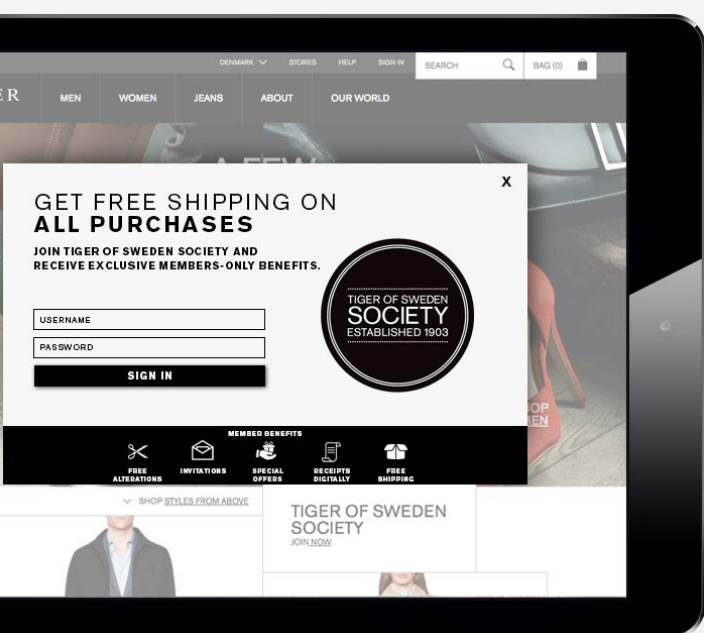 DENMARK STORES HELP SIGN IN SEARCH BAG (0)
ER MEN WOMEN JEANS ABOUT OUR WORLD
A FEW
X
GET FREE SHIPPING ON
ALL PURCHASES
JOIN TIGER OF SWEDEN SOCIETY AND
RECEIVE EXCLUSIVE MEMBERS-ONLY BENEFITS.
USERNAME
PASSWORD
SIGN IN
TIGER OF SWEDEN
SOCIETY
ESTABLISHED 1903
MEMBER BENEFITS
FREE
ALTERATIONS
INVITATIONS
SPECIAL
OFFERS
RECEIPTS
DIGITALLY
FREE
SHIPPING
SHOP STYLES FROM ABOVE
TIGER OF SWEDEN
SOCIETY
JOIN NOW